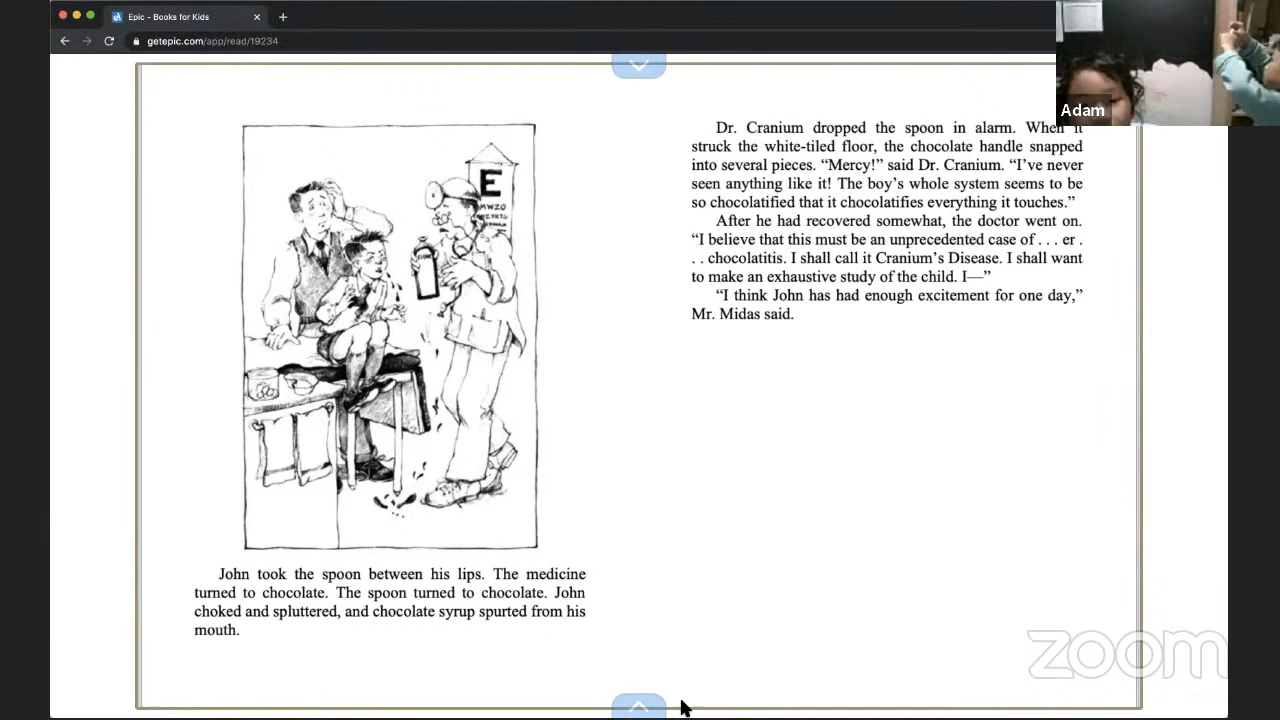 Epic - Books for Kids
getepic.com/app/read/19234
Adam
E
MWZO
John took the spoon between his lips. The medicine
turned to chocolate. The spoon turned to chocolate. John
choked and spluttered, and chocolate syrup spurted from his
mouth.
Dr. Cranium dropped the spoon in alarm. When it
struck the white-tiled floor, the chocolate handle snapped
into several pieces. “Mercy!” said Dr. Cranium. “I’ve never
seen anything like it! The boy’s whole system seems to be
so chocolatified that it chocolatifies everything it touches.”
After he had recovered somewhat, the doctor went on.
“I believe that this must be an unprecedented case of . . . er .
. . chocolatitis. I shall call it Cranium’s Disease. I shall want
to make an exhaustive study of the child. I—”
“I think John has had enough excitement for one day,”
Mr. Midas said.
zoom